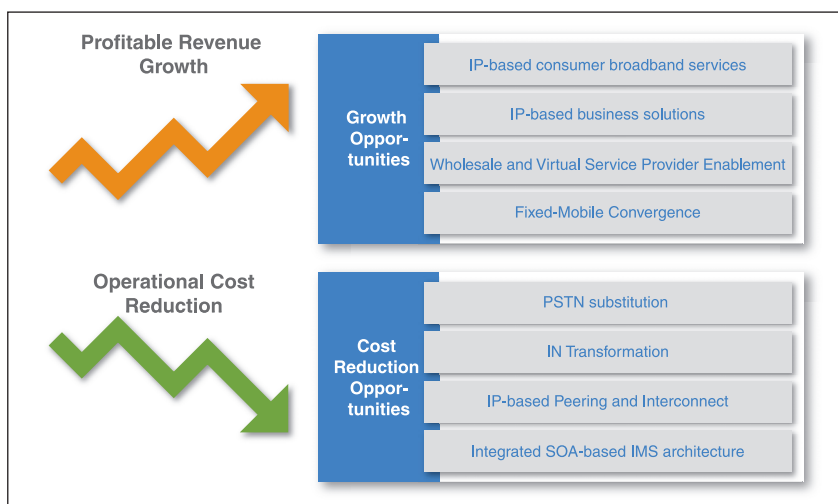 Profitable Revenue
Growth
Growth
Oppor-
tunities
IP-based consumer broadband services
IP-based business solutions
Wholesale and Virtual Service Provider Enablement
Fixed-Mobile Convergence
Operational Cost
Reduction
Cost
Reduction
Oppor-
tunities
PSTN substitution
IN Transformation
IP-based Peering and Interconnect
Integrated SOA-based IMS architecture